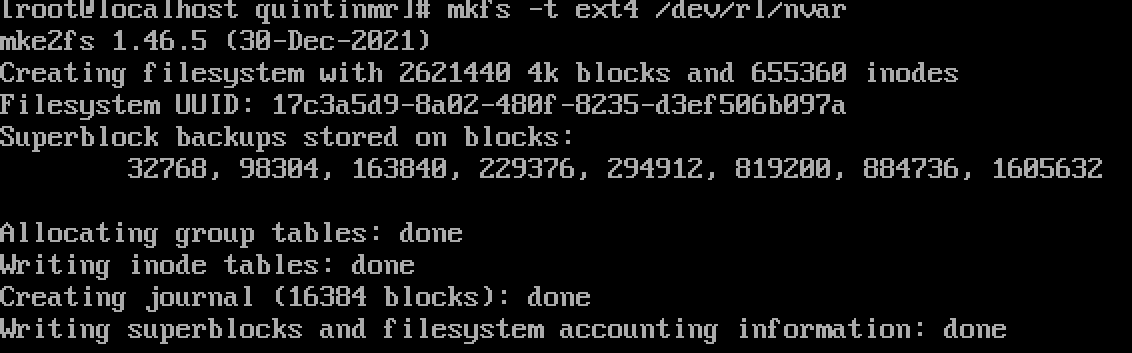 [root@localhost quintinmr]# mkfs -t ext4 /dev/rl/nvar
mke2fs 1.46.5 (30-Dec-2021)
Creating filesystem with 2621440 4k blocks and 655360 inodes
Filesystem UUID: 17c3a5d9-8a02-480f-8235-d3ef506b097a
Superblock backups stored on blocks:
        32768, 98304, 163840, 229376, 294912, 819200, 884736, 1605632
Allocating group tables: done
Writing inode tables: done
Creating journal (16384 blocks): done
Writing superblocks and filesystem accounting information: done